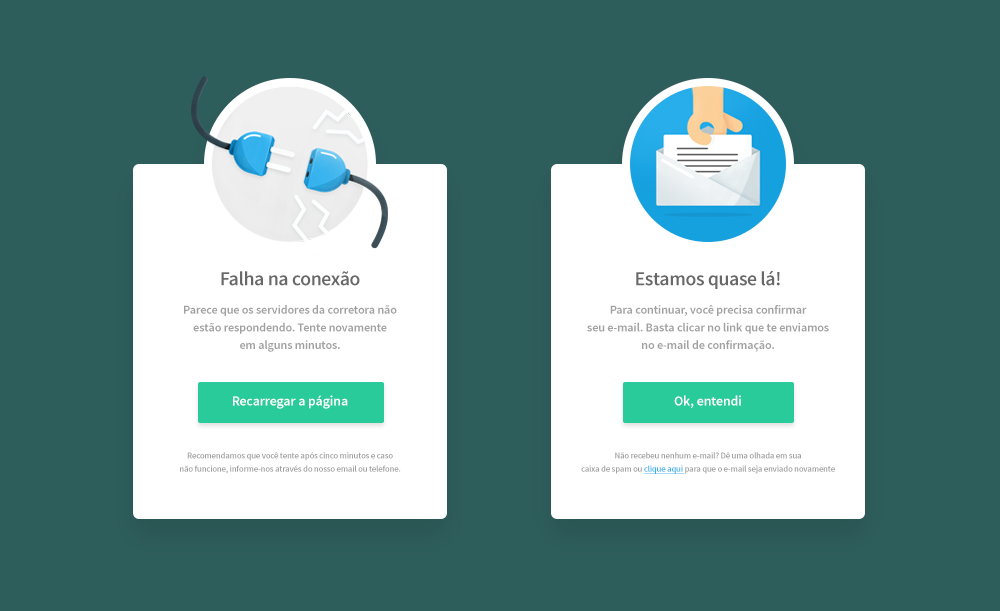 Falha na conexão
Parece que os servidores da corretora não
estão respondendo. Tente novamente
em alguns minutos.
Recarregar a página
Recomendamos que você tente após cinco minutos e caso
não funcione, informe-nos através do nosso email ou telefone.
Estamos quase lá!
Para continuar, você precisa confirmar
seu e-mail. Basta clicar no link que te enviamos
no e-mail de confirmação.
Ok, entendi
Não recebeu nenhum e-mail? Dê uma olhada em sua
caixa de spam ou clique aqui para que o e-mail seja enviado novamente